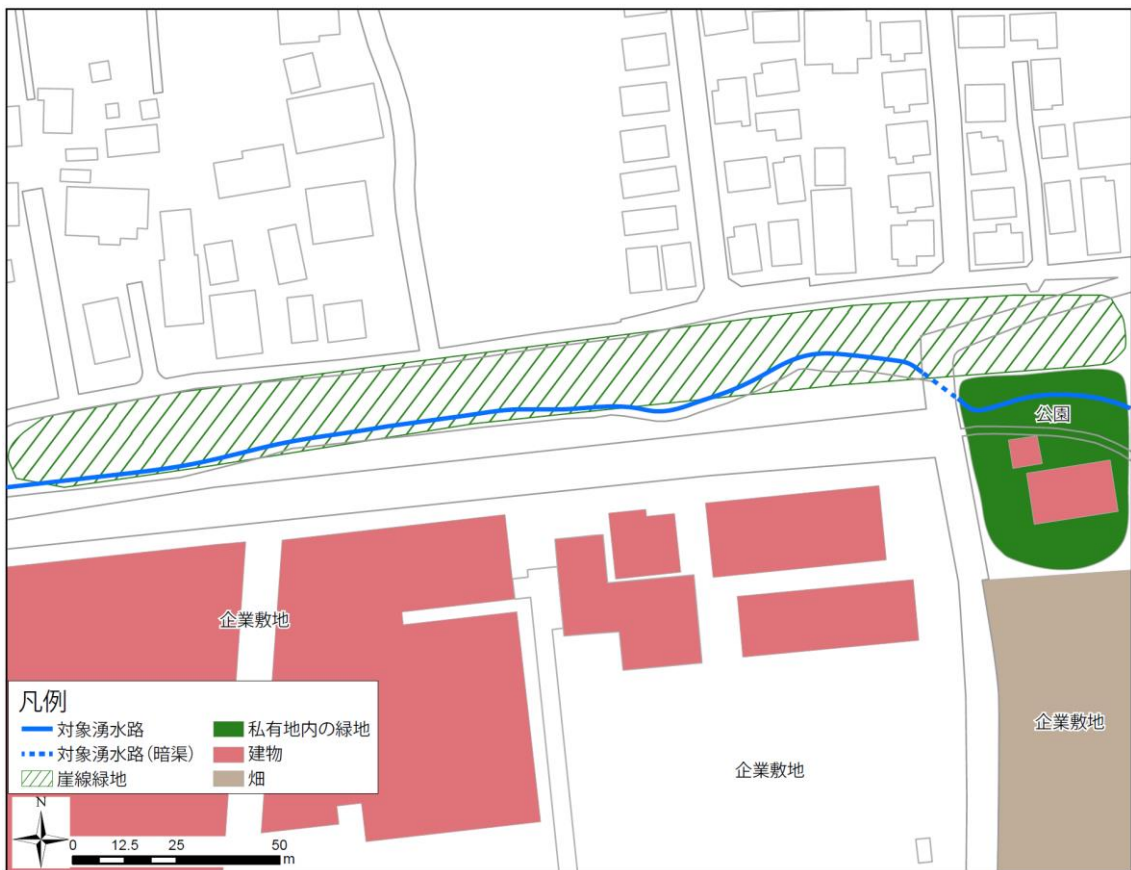 公園
企業敷地
企業敷地
企業敷地
凡例
対象湧水路
対象湧水路(暗渠)
崖線緑地
私有地内の緑地
建物
畑
N
0 12.5 25 50
m